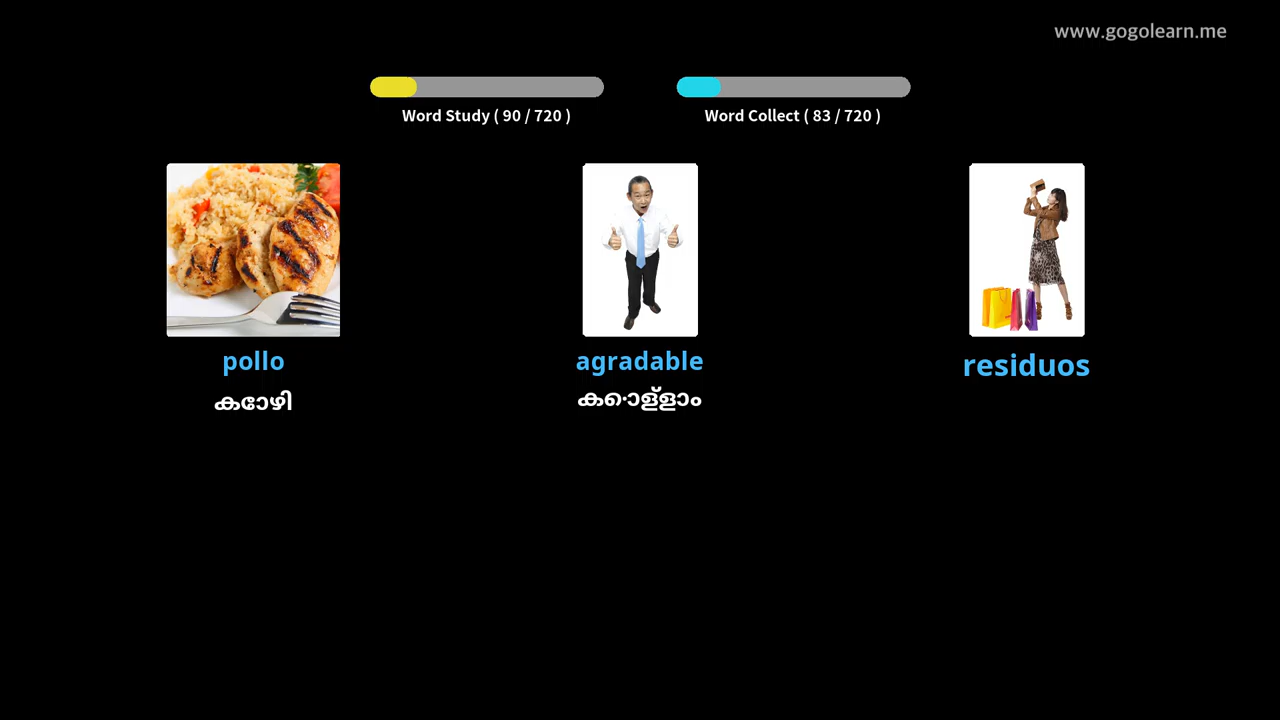 www.gogolearn.me
Word Study ( 90 / 720 )
Word Collect ( 83 / 720 )
pollo
agradable
residuos
കോഴി
കൊള്ളാം